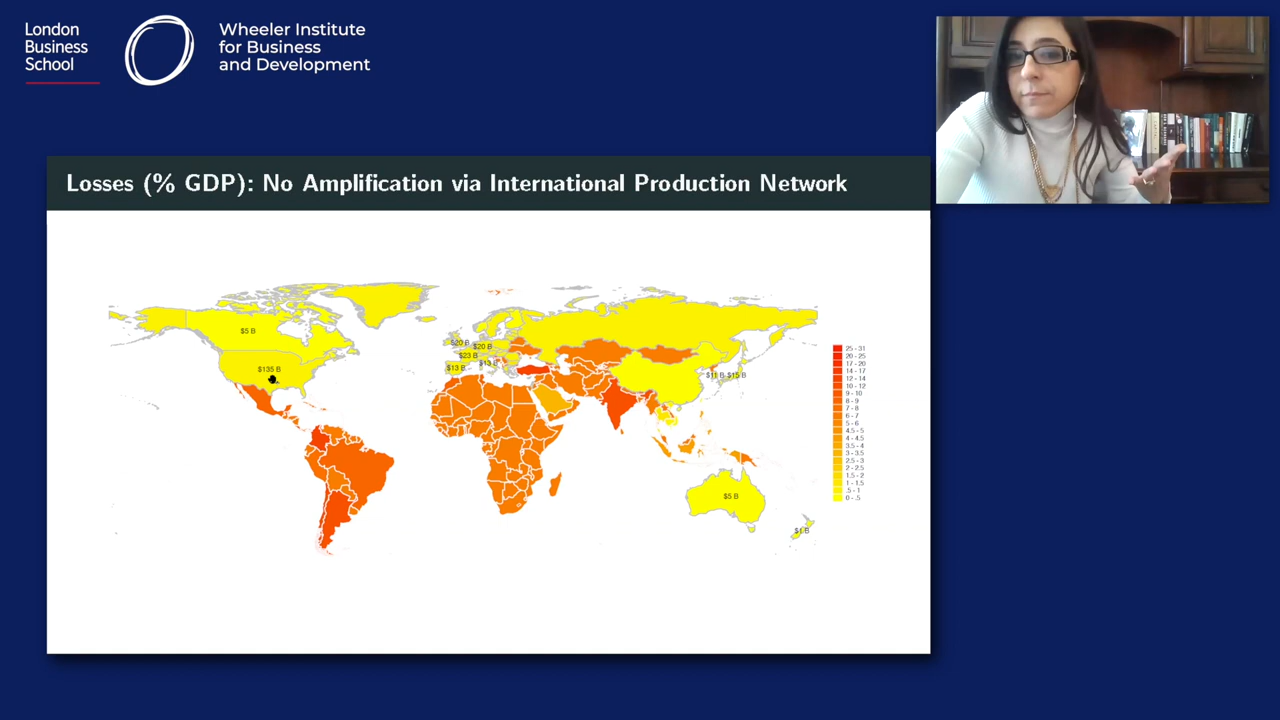 London
Business
School
Wheeler Institute
for Business
and Development
Losses (% GDP): No Amplification via International Production Network
$5 B
$135 B
$20 B
$20 B
$23 B
$13 B
$13 B
$11 B
$15 B
$5 B
$1 B
25 - 31
20 - 25
17 - 20
14 - 17
12 - 14
10 - 12
9 - 10
8 - 9
7 - 8
6 - 7
5 - 6
4.5 - 5
4 - 4.5
3.5 - 4
3 - 3.5
2.5 - 3
2 - 2.5
1.5 - 2
1 - 1.5
.5 - 1
0 - .5